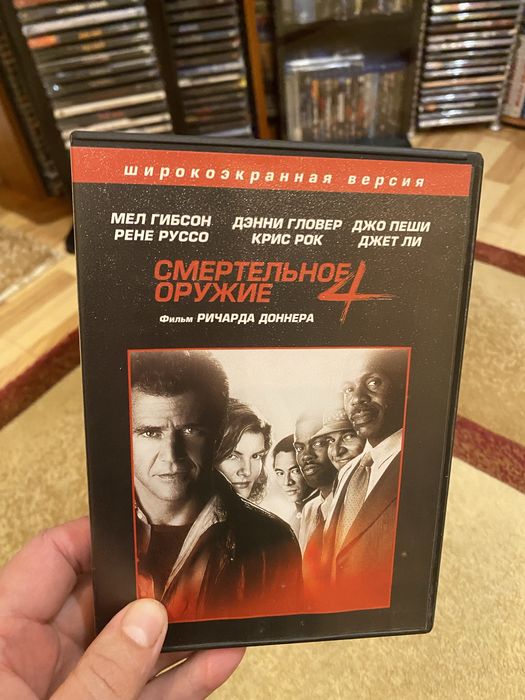 широкоэкранная версия
МЕЛ ГИБСОН ДЭННИ ГЛОВЕР ДЖО ПЕШИ
РЕНЕ РУССО КРИС РОК ДЖЕТ ЛИ
СМЕРТЕЛЬНОЕ
ОРУЖИЕ 4
Фильм РИЧАРДА ДОННЕРА